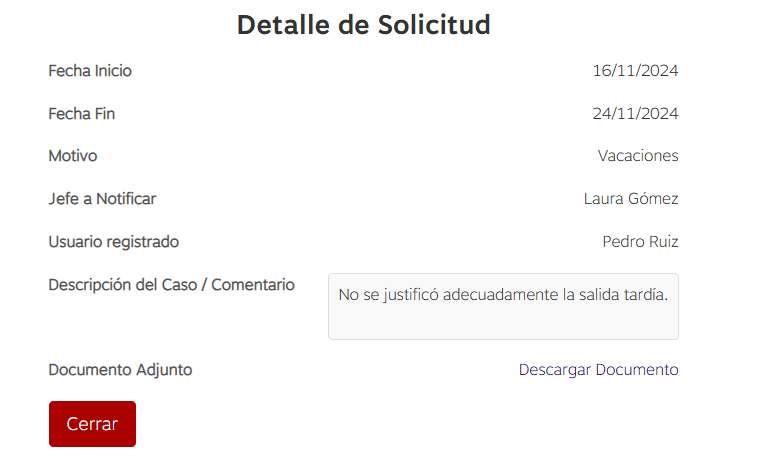 Detalle de Solicitud
Fecha Inicio 16/11/2024
Fecha Fin 24/11/2024
Motivo Vacaciones
Jefe a Notificar Laura Gómez
Usuario registrado Pedro Ruiz
Descripción del Caso / Comentario No se justificó adecuadamente la salida tardía.
Documento Adjunto Descargar Documento
Cerrar